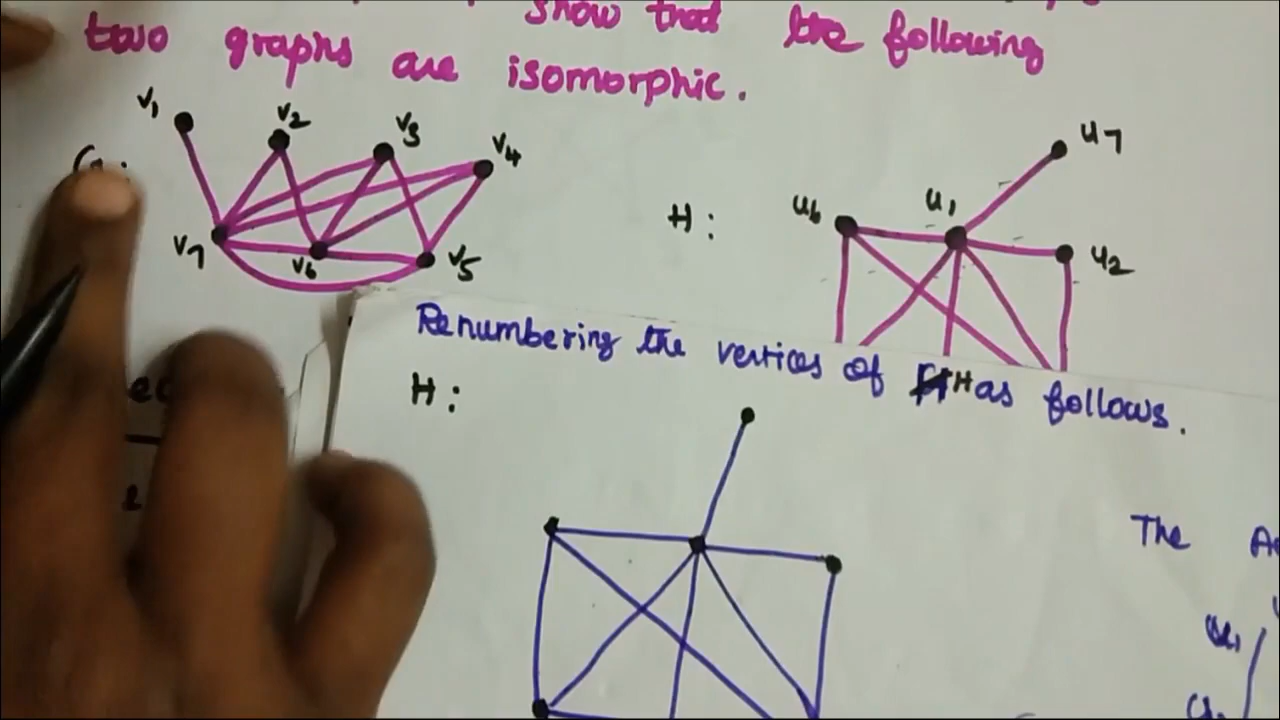 show that the following
two graphs are isomorphic.
v1 v2 v3 v4
v7 v6 v5
H:
u6 u1 u7
u2
Renumbering the vertices of H as follows.
H:
The